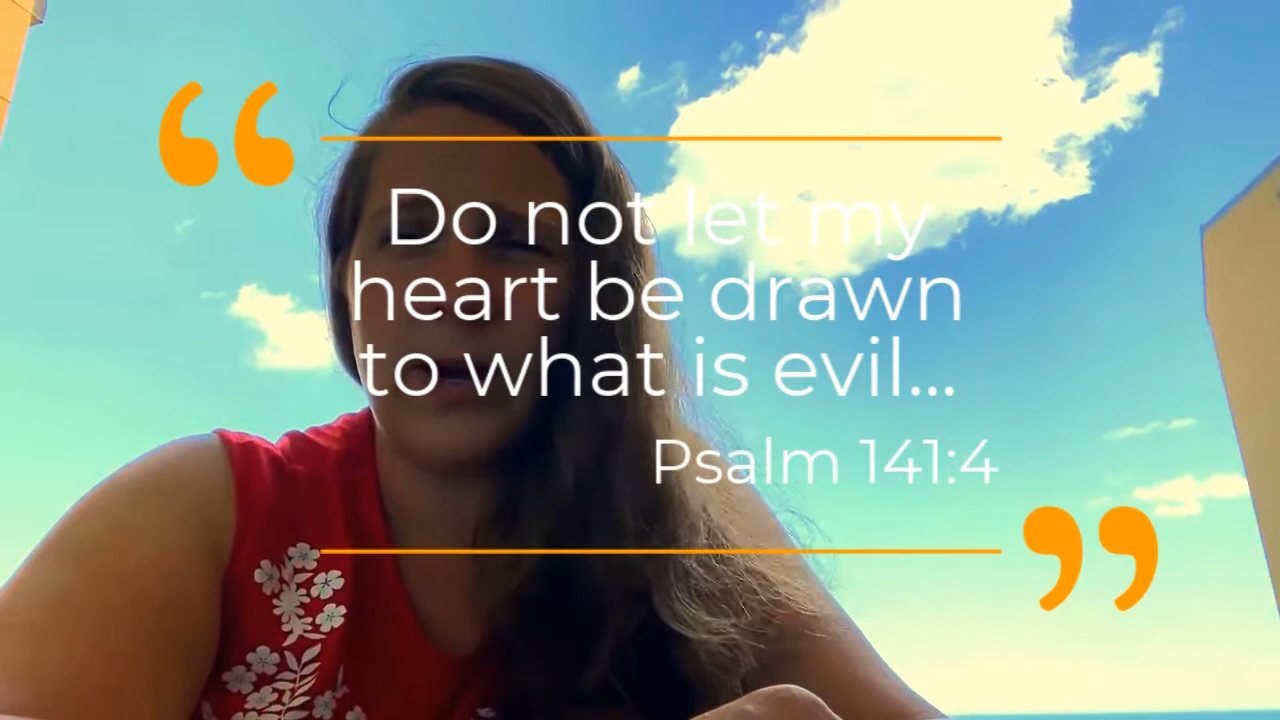 “
Do not let my
heart be drawn
to what is evil...
Psalm 141:4
”